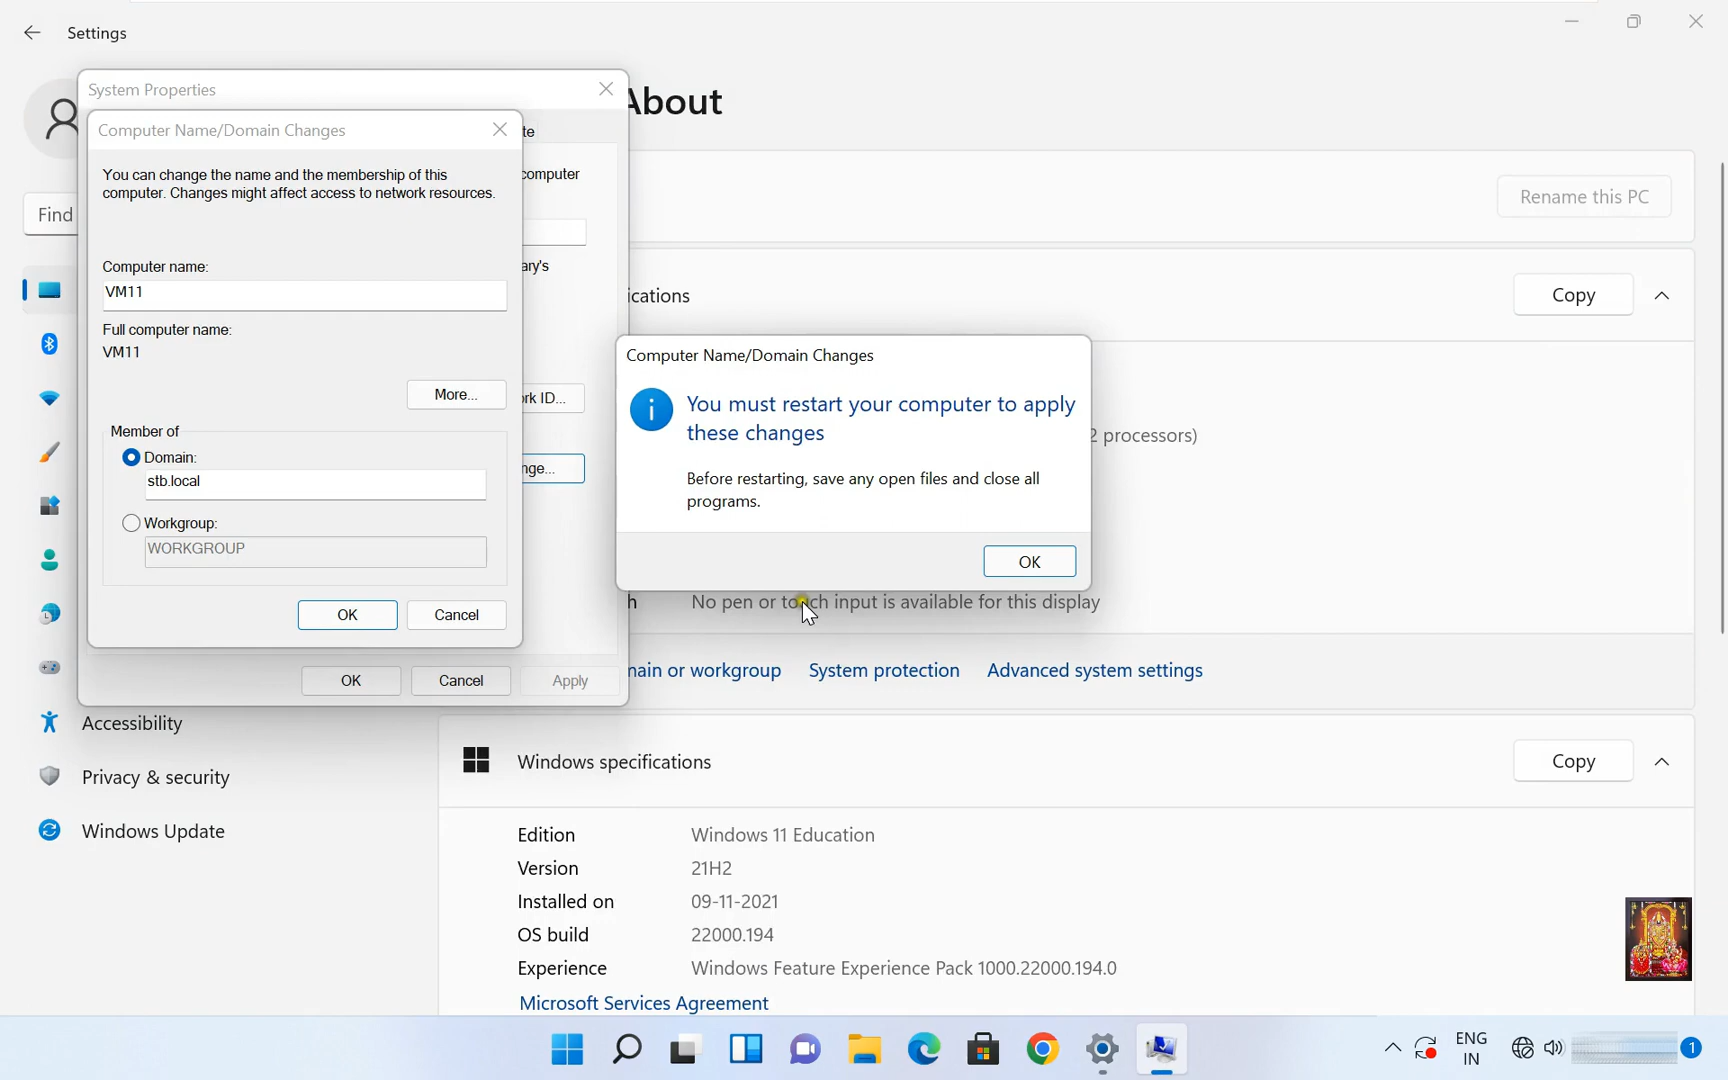 Settings
System Properties
About
Computer Name/Domain Changes
te
You can change the name and the membership of this
computer. Changes might affect access to network resources.
computer
Rename this PC
Find
ary's
Computer name:
VM11
ications
Copy
Full computer name:
VM11
Computer Name/Domain Changes
You must restart your computer to apply
these changes
Before restarting, save any open files and close all
programs.
OK
More...
rk ID...
2 processors)
Member of
Domain:
stb.local
nge...
Workgroup:
WORKGROUP
OK
Cancel
h
No pen or touch input is available for this display
OK
Cancel
Apply
main or workgroup
System protection
Advanced system settings
Accessibility
Privacy & security
Windows Update
Windows specifications
Copy
Edition
Windows 11 Education
Version
21H2
Installed on
09-11-2021
OS build
22000.194
Experience
Windows Feature Experience Pack 1000.22000.194.0
Microsoft Services Agreement
ENG
IN
1